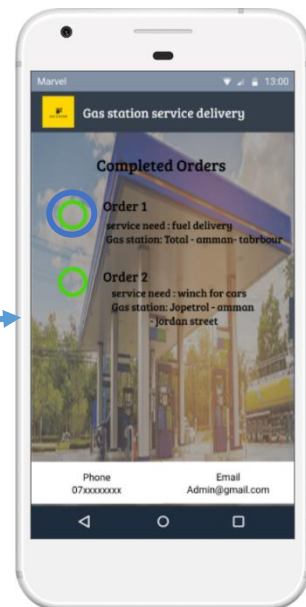 Marvel
13:00
Gas station service delivery
Completed Orders
Order 1
service need : fuel delivery
Gas station: Total - amman- tabrbour
Order 2
service need : winch for cars
Gas station: Jopetrol - amman
- jordan street
Phone
07xxxxxxxx
Email
Admin@gmail.com